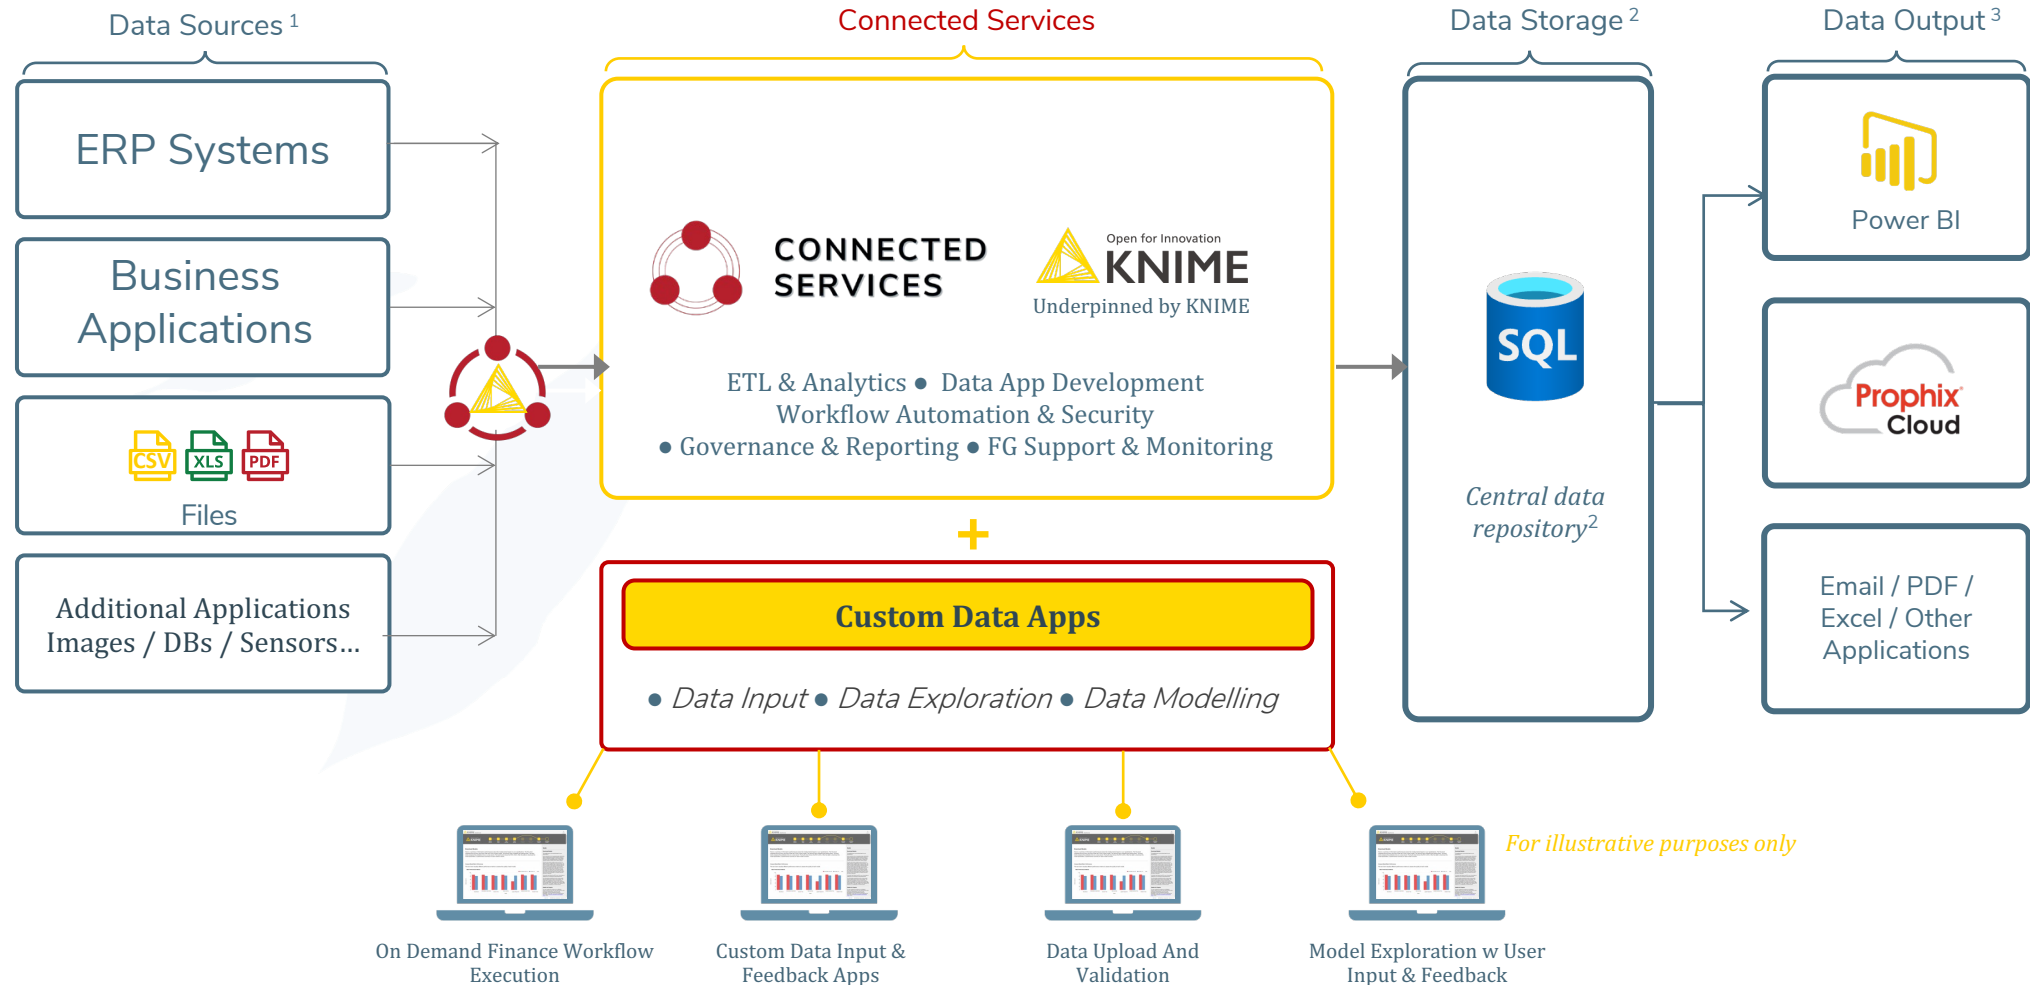 Data Sources 1
Connected Services
Data Storage 2
Data Output 3
ERP Systems
Business
Applications
CSV XLS PDF
Files
Additional Applications
Images / DBs / Sensors...
CONNECTED
SERVICES
Open for Innovation
KNIME
Underpinned by KNIME
ETL & Analytics ● Data App Development
Workflow Automation & Security
● Governance & Reporting ● FG Support & Monitoring
+
Custom Data Apps
● Data Input ● Data Exploration ● Data Modelling
SQL
Central data
repository2
Power BI
Prophix
Cloud
Email / PDF /
Excel / Other
Applications
For illustrative purposes only
On Demand Finance Workflow
Execution
Custom Data Input &
Feedback Apps
Data Upload And
Validation
Model Exploration w User
Input & Feedback